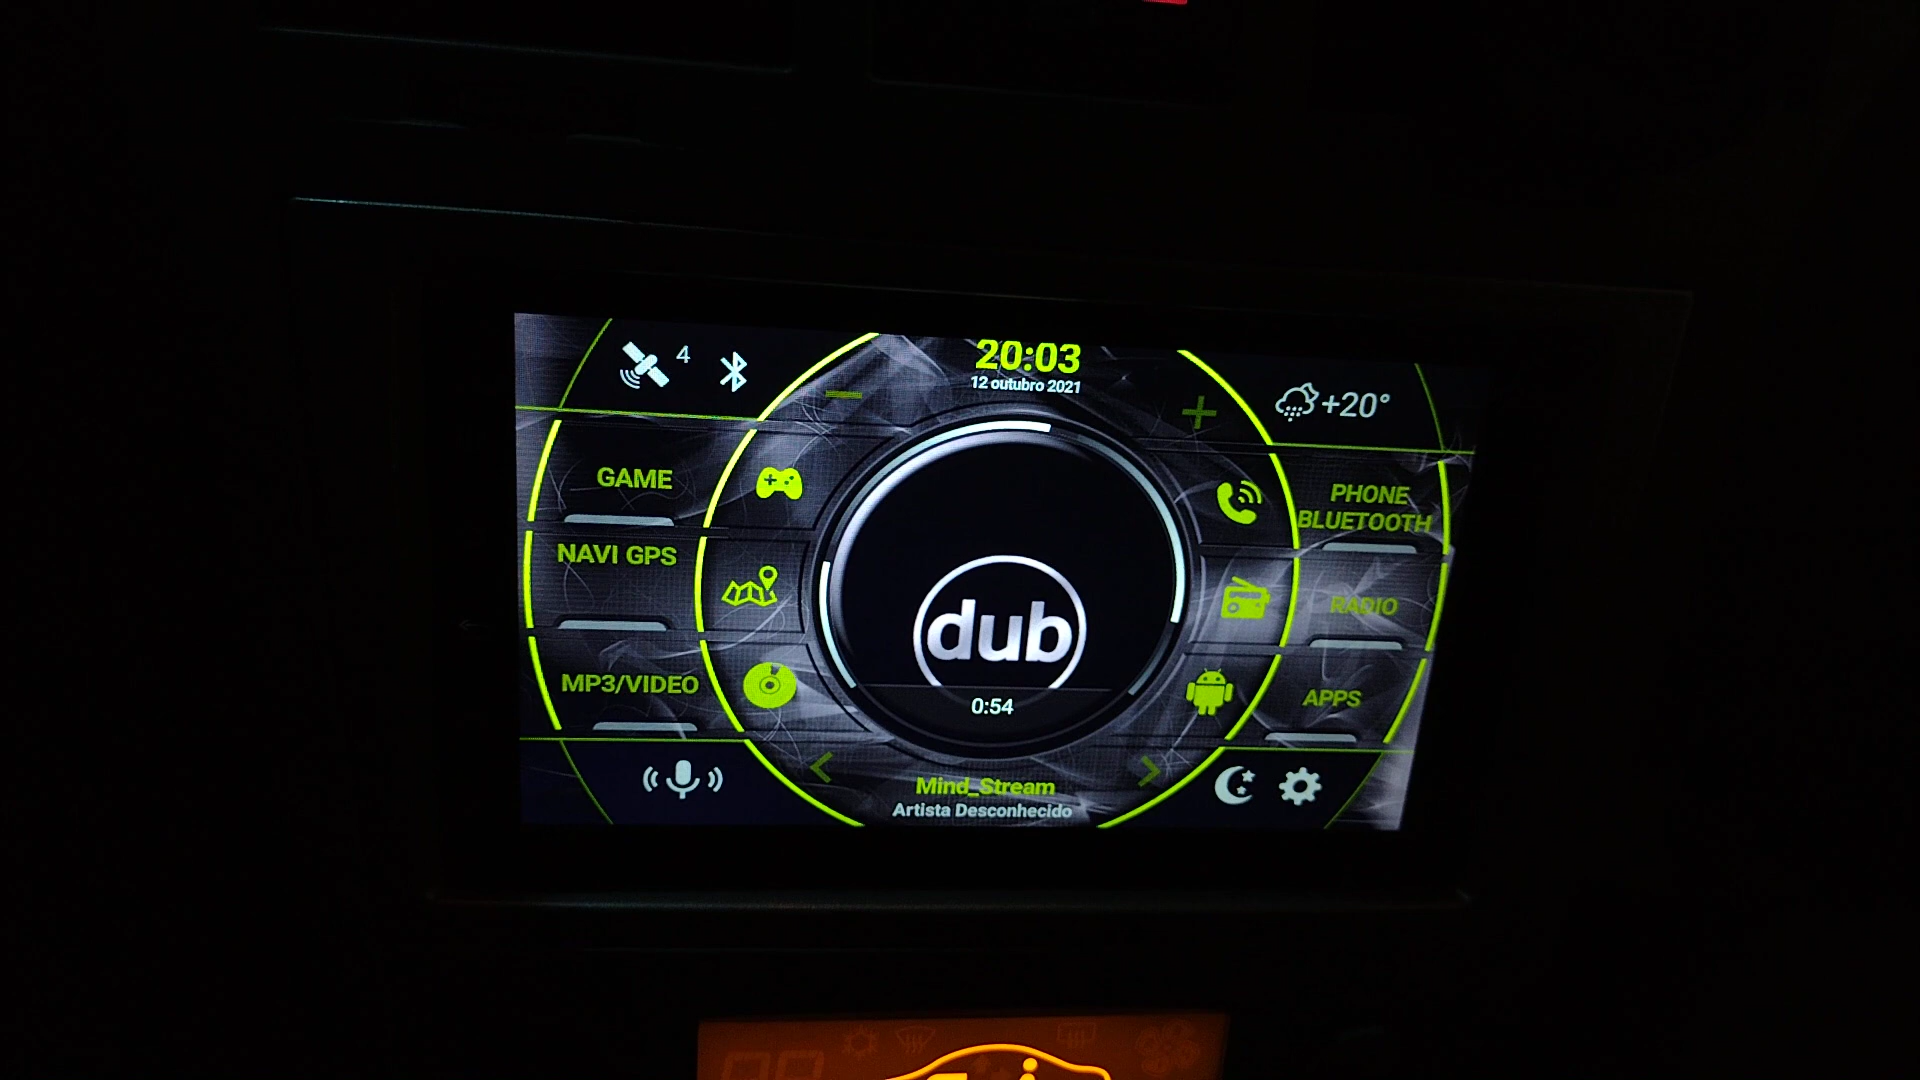 20:03
12 outubro 2021
4
+20°
GAME
NAVI GPS
MP3/VIDEO
PHONE
BLUETOOTH
RADIO
APPS
dub
0:54
Mind_Stream
Artista Desconhecido